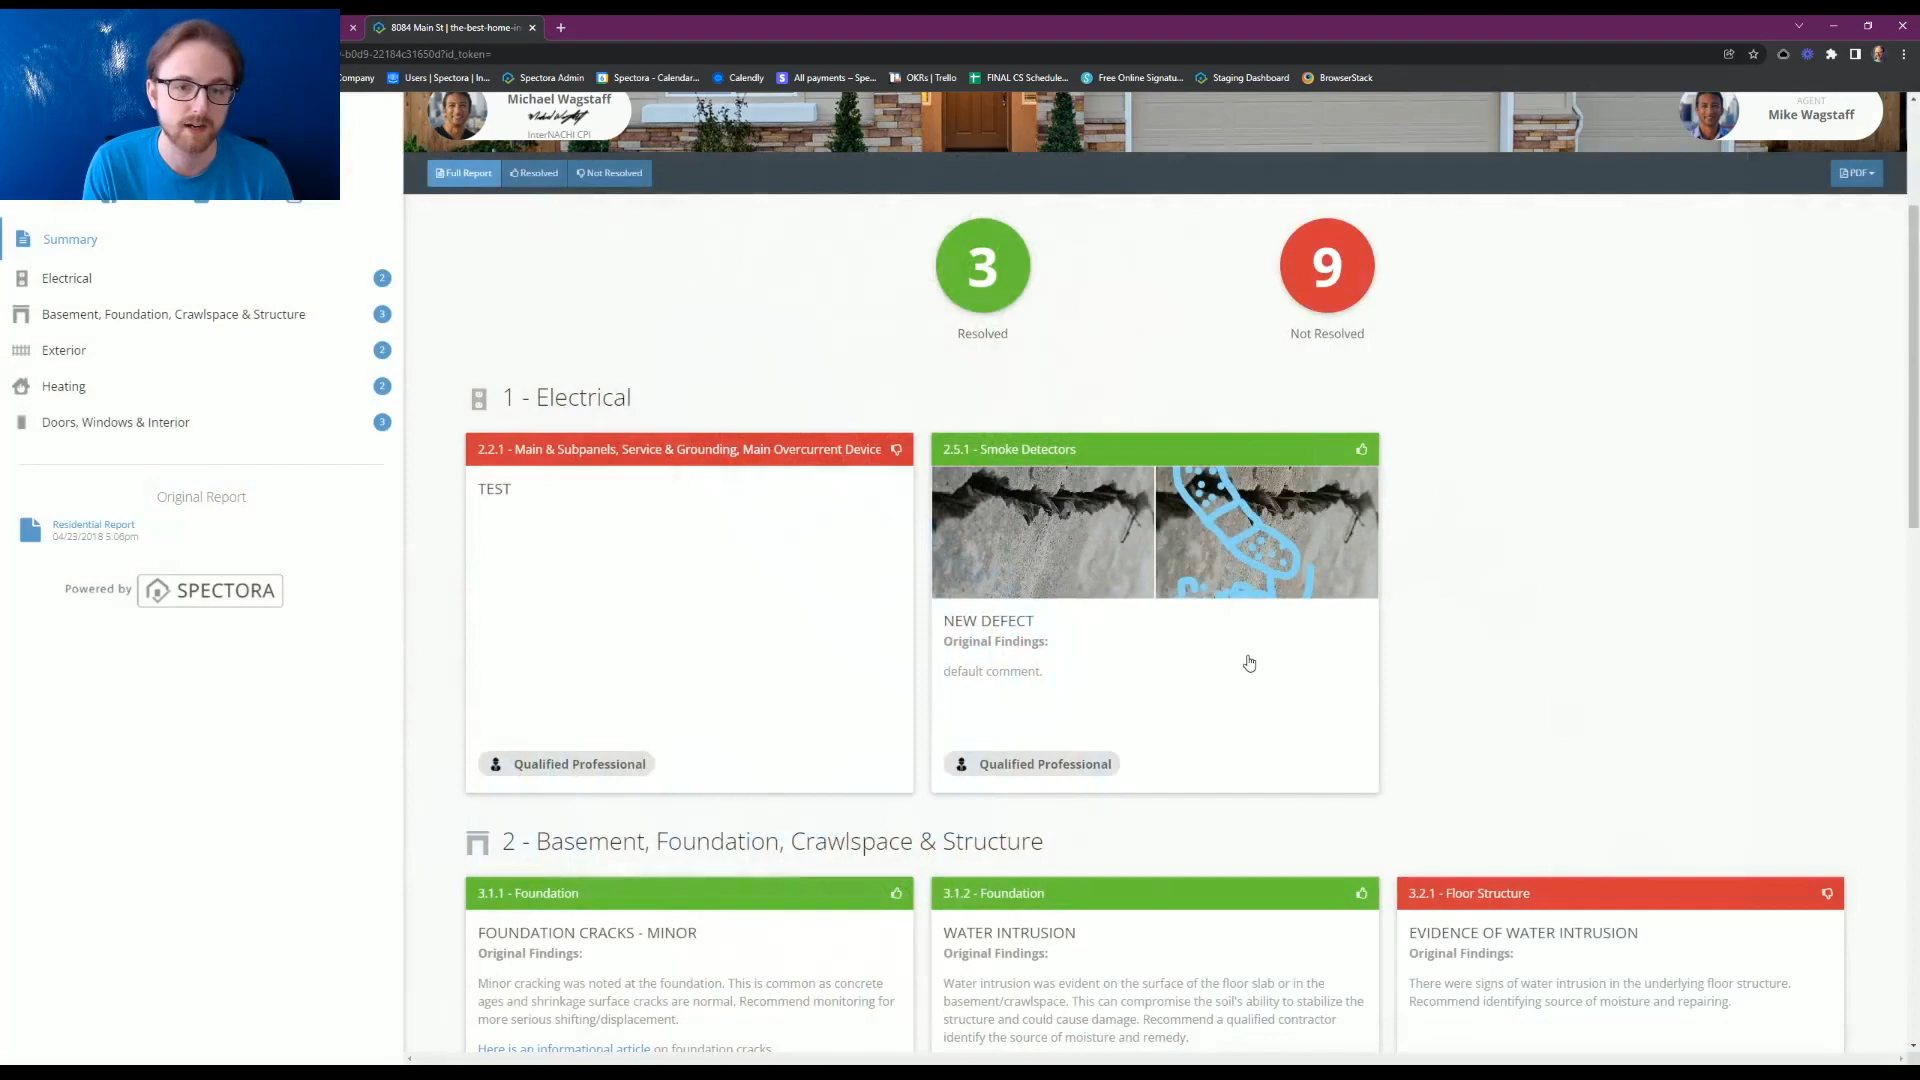 8084 Main St | the-best-home-in
-b0d9-22184c31650d?id_token=
ompany
Users | Spectora | In...
Spectora Admin
Spectora - Calendar...
Calendly
All payments – Spe...
OKRs | Trello
FINAL CS Schedule...
Free Online Signatu...
Staging Dashboard
BrowserStack
Michael Wagstaff
InterNACHI CPI
AGENT
Mike Wagstaff
Full Report
Resolved
Not Resolved
PDF
Summary
Electrical 2
Basement, Foundation, Crawlspace & Structure 3
Exterior 2
Heating 2
Doors, Windows & Interior 3
Original Report
Residential Report
04/23/2018 5:06pm
Powered by SPECTORA
3
Resolved
9
Not Resolved
1 - Electrical
2.2.1 - Main & Subpanels, Service & Grounding, Main Overcurrent Device
TEST
Qualified Professional
2.5.1 - Smoke Detectors
NEW DEFECT
Original Findings:
default comment.
Qualified Professional
2 - Basement, Foundation, Crawlspace & Structure
3.1.1 - Foundation
FOUNDATION CRACKS - MINOR
Original Findings:
Minor cracking was noted at the foundation. This is common as concrete
ages and shrinkage surface cracks are normal. Recommend monitoring for
more serious shifting/displacement.
Here is an informational article on foundation cracks.
3.1.2 - Foundation
WATER INTRUSION
Original Findings:
Water intrusion was evident on the surface of the floor slab or in the
basement/crawlspace. This can compromise the soil's ability to stabilize the
structure and could cause damage. Recommend a qualified contractor
identify the source of moisture and remedy.
3.2.1 - Floor Structure
EVIDENCE OF WATER INTRUSION
Original Findings:
There were signs of water intrusion in the underlying floor structure.
Recommend identifying source of moisture and repairing.